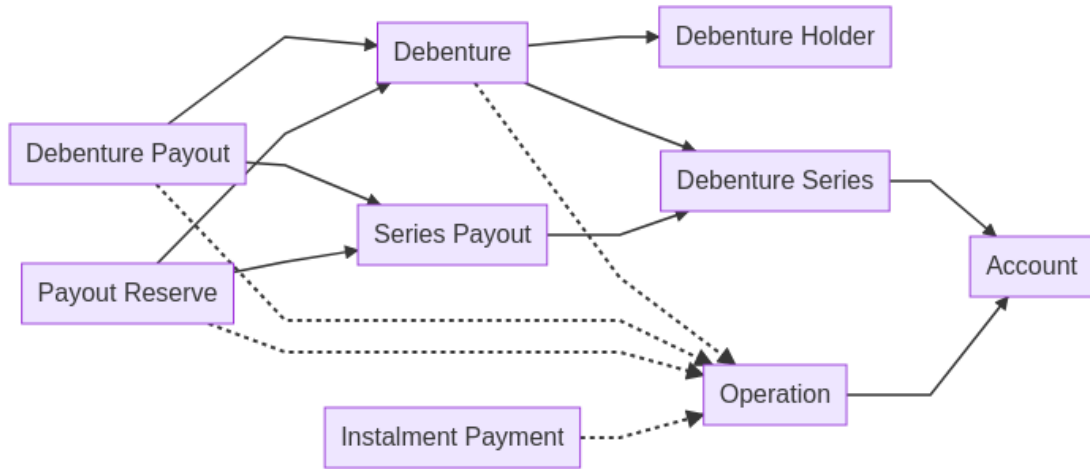 Debenture Holder
Debenture
Debenture Payout
Debenture Series
Series Payout
Account
Payout Reserve
Operation
Instalment Payment